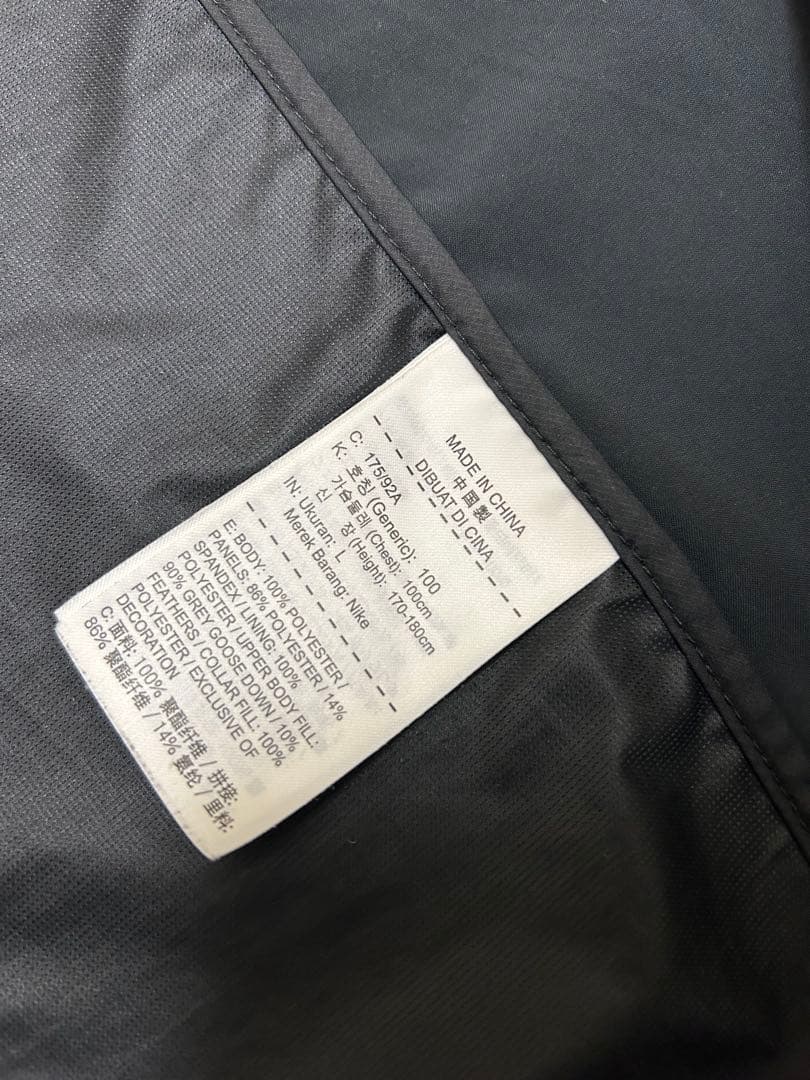 MADE IN CHINA
中國製
DIBUAT DI CINA
C: 175/92A
K: 호칭 (Generic): 100
가슴둘레 (Chest): 100cm
신 장 (Height): 170-180cm
IN: Ukuran: L
Merek Barang: Nike
E: BODY: 100% POLYESTER /
PANELS: 86% POLYESTER / 14%
SPANDEX / LINING: 100%
POLYESTER / UPPER BODY FILL:
90% GREY GOOSE DOWN / 10%
FEATHERS / COLLAR FILL: 100%
POLYESTER / EXCLUSIVE OF
DECORATION
C: 面料: 100% 聚酯纤维 / 拼接:
86% 聚酯纤维 / 14% 氨纶 / 里料: